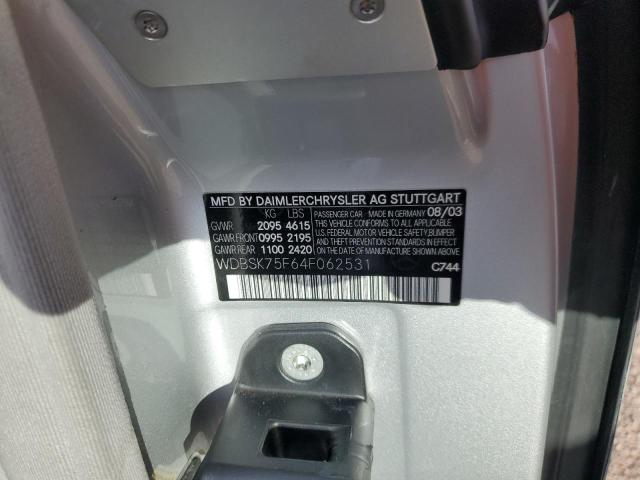 MFD BY DAIMLERCHRYSLER AG STUTTGART
KG LBS
GVWR 2095 4615
GAWR FRONT 0995 2195
GAWR REAR 1100 2420
PASSENGER CAR MADE IN GERMANY 08/03
THIS VEHICLE CONFORMS TO ALL APPLICABLE
U.S. FEDERAL MOTOR VEHICLE SAFETY, BUMPER
AND THEFT PREVENTION STANDARDS IN EFFECT
ON THE DATE OF MANUFACTURE SHOWN ABOVE.
WDBSK75F64F062531
C744